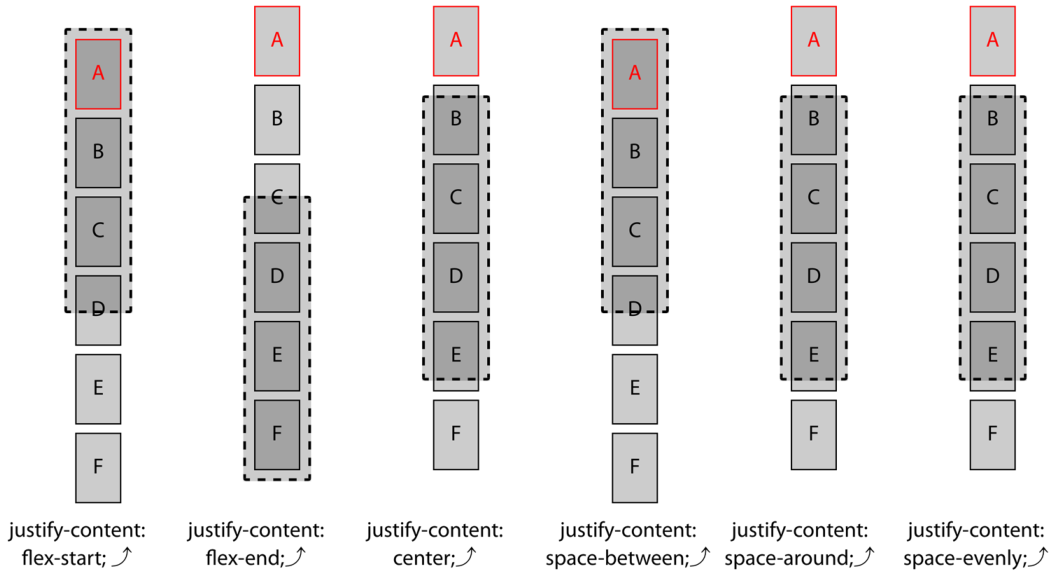 A
B
C
D
E
F
justify-content:
flex-start;
A
B
C
D
E
F
justify-content:
flex-end;
A
B
C
D
E
F
justify-content:
center;
A
B
C
D
E
F
justify-content:
space-between;
A
B
C
D
E
F
justify-content:
space-around;
A
B
C
D
E
F
justify-content:
space-evenly;